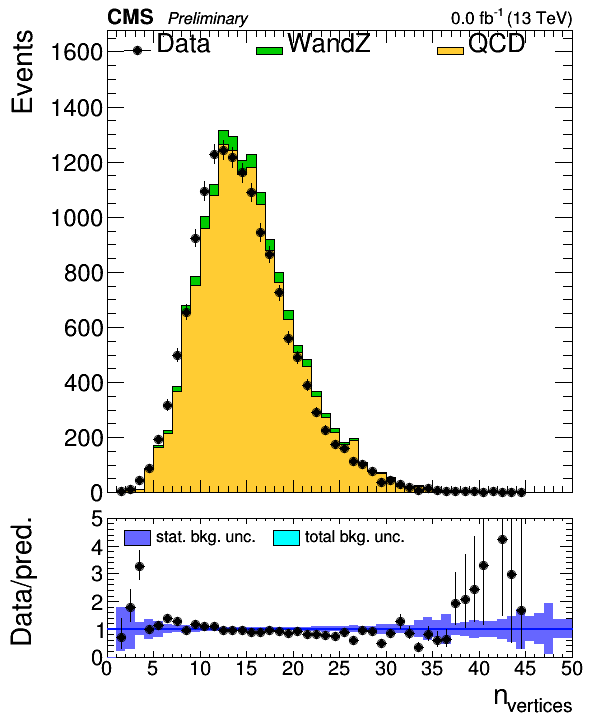 CMS Preliminary 0.0 fb⁻¹ (13 TeV)
Data WandZ QCD
Events
1600
1400
1200
1000
800
600
400
200
0
Data/pred.
stat. bkg. unc. total bkg. unc.
5
4
3
2
1
0
0 5 10 15 20 25 30 35 40 45 50
n_vertices